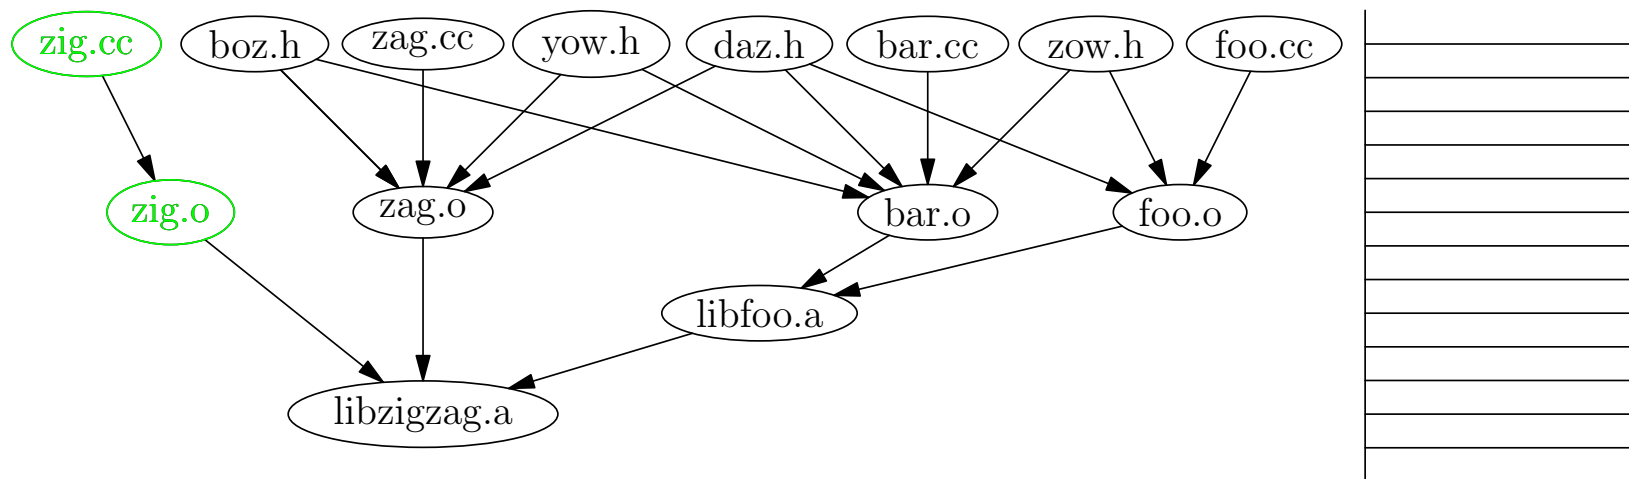 zig.cc boz.h zag.cc yow.h daz.h bar.cc zow.h foo.cc
zig.o zag.o bar.o foo.o
libfoo.a
libzigzag.a